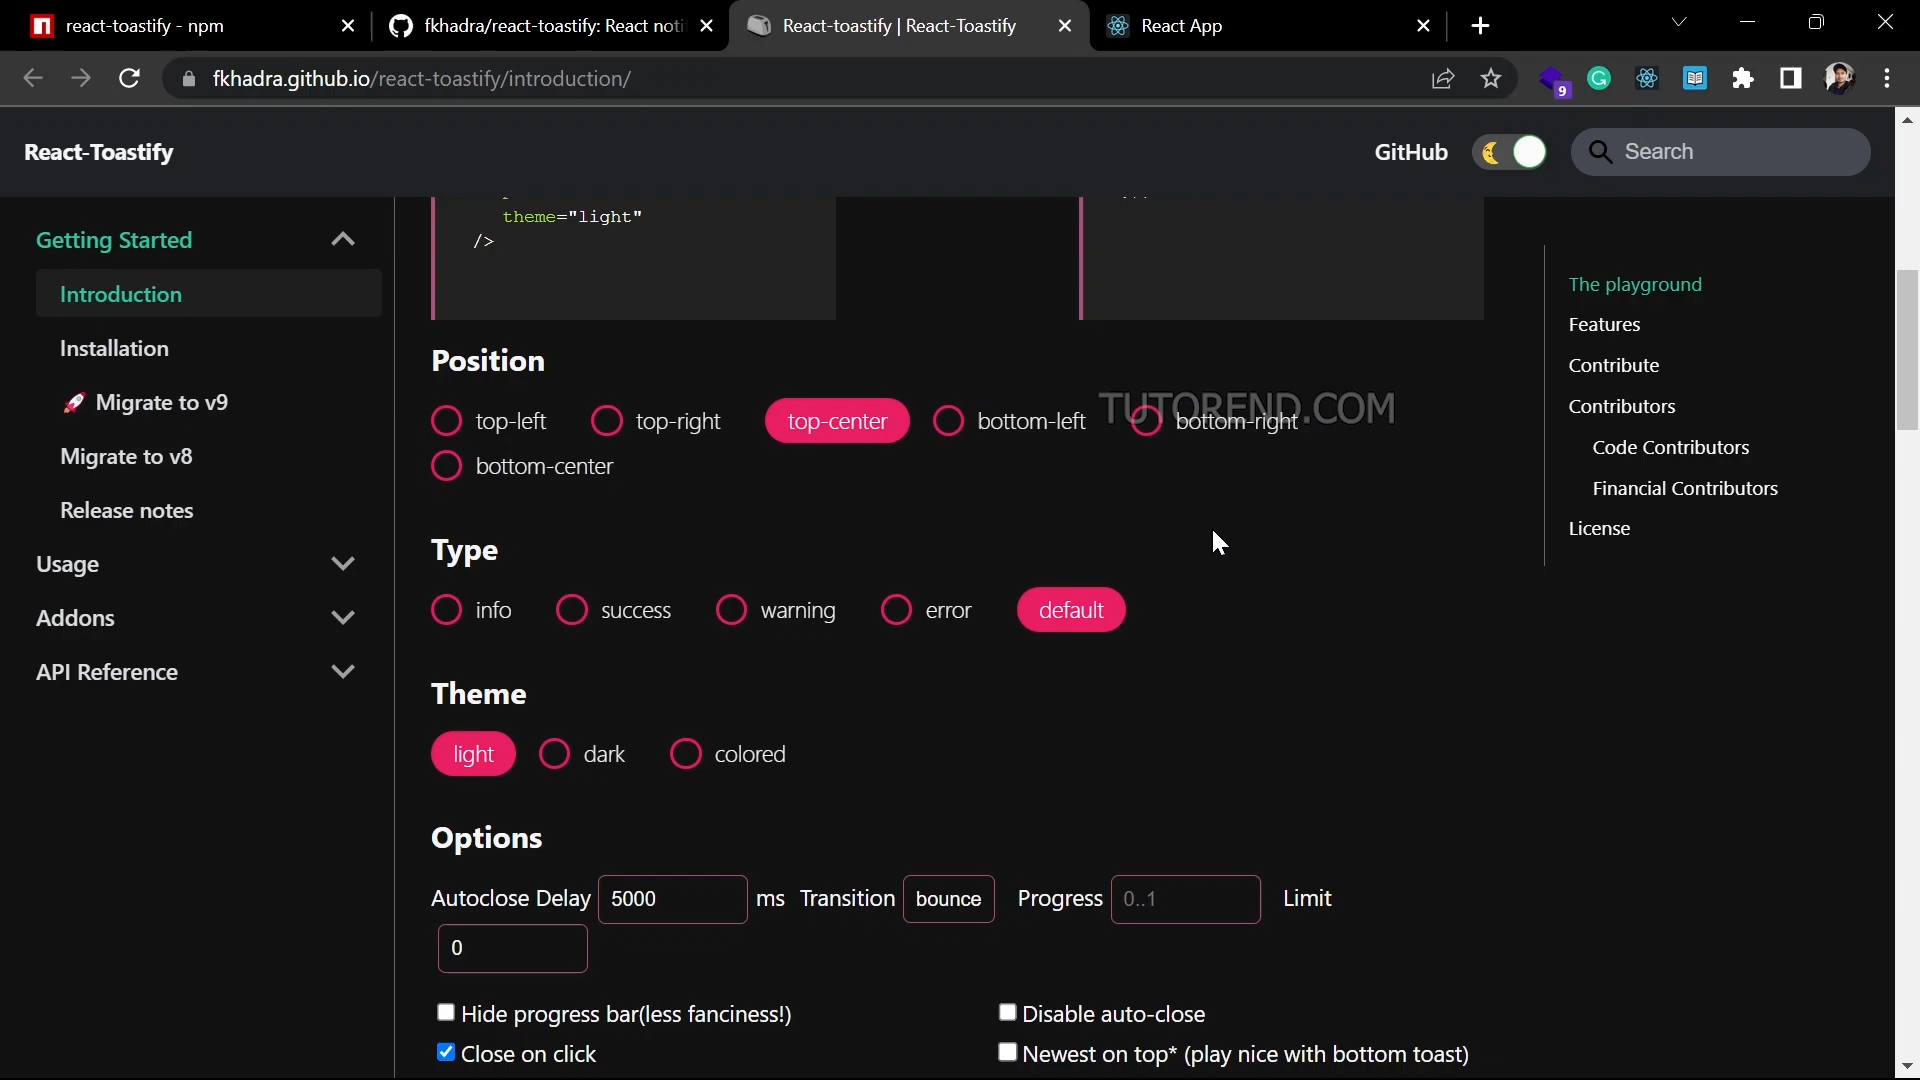 react-toastify - npm
fkhadra/react-toastify: React noti
React-toastify | React-Toastify
React App
fkhadra.github.io/react-toastify/introduction/
9
React-Toastify
GitHub
Search
Getting Started
Introduction
Installation
🚀 Migrate to v9
Migrate to v8
Release notes
Usage
Addons
API Reference
theme="light"
/>
Position
top-left
top-right
top-center
bottom-left
bottom-right
bottom-center
TUTOREND.COM
Type
info
success
warning
error
default
Theme
light
dark
colored
Options
Autoclose Delay 5000 ms Transition bounce Progress 0..1 Limit
0
Hide progress bar(less fanciness!)
Disable auto-close
Close on click
Newest on top* (play nice with bottom toast)
The playground
Features
Contribute
Contributors
Code Contributors
Financial Contributors
License